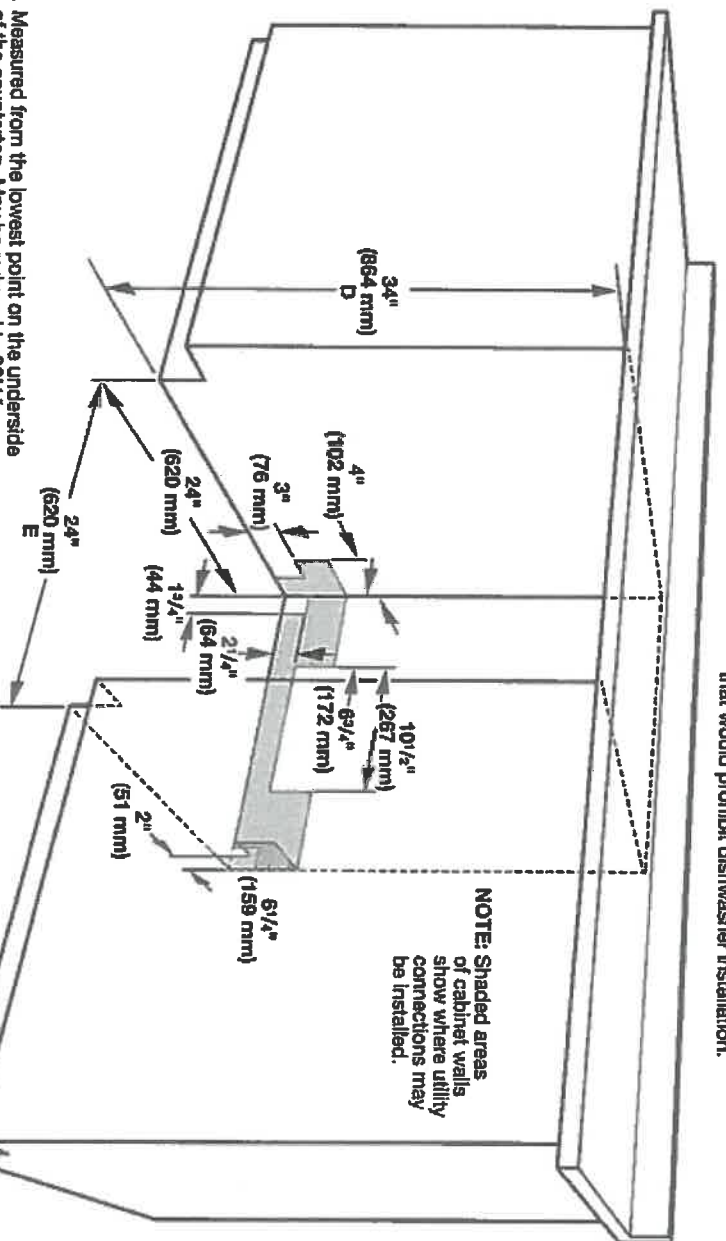 that would prohibit dishwasher installation.
34"
(864 mm)
D
4"
(102 mm)
3"
(76 mm)
24"
(620 mm)
1³/₄"
(44 mm)
2¹/₄"
(64 mm)
10¹/₂"
(267 mm)
6³/₄"
(172 mm)
24"
(620 mm)
E
2"
(51 mm)
6¹/₄"
(159 mm)
NOTE: Shaded areas
of cabinet walls
show where utility
connections may
be installed.
Measured from the lowest point on the underside